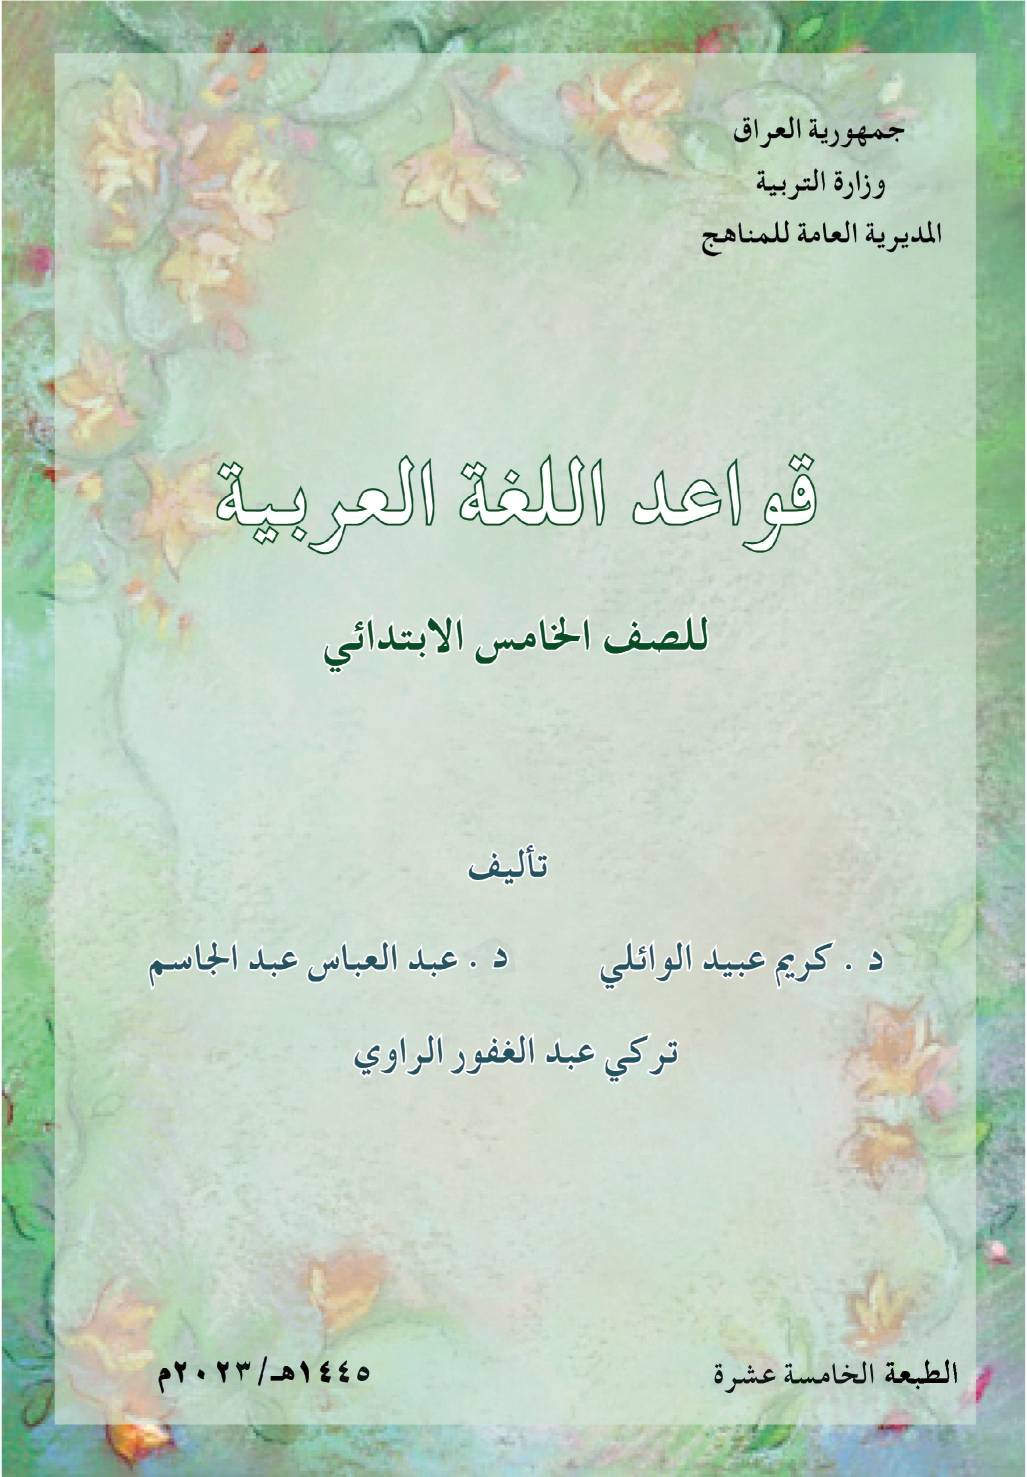 جمهورية العراق
وزارة التربية
المديرية العامة للمناهج
قواعد اللغة العربية
للصف الخامس الابتدائي
تأليف
د . كريم عبيد الوائلي د . عبد العباس عبد الجاسم
تركي عبد الغفور الراوي
الطبعة الخامسة عشرة ١٤٤٥هـ/٢٠٢٣م